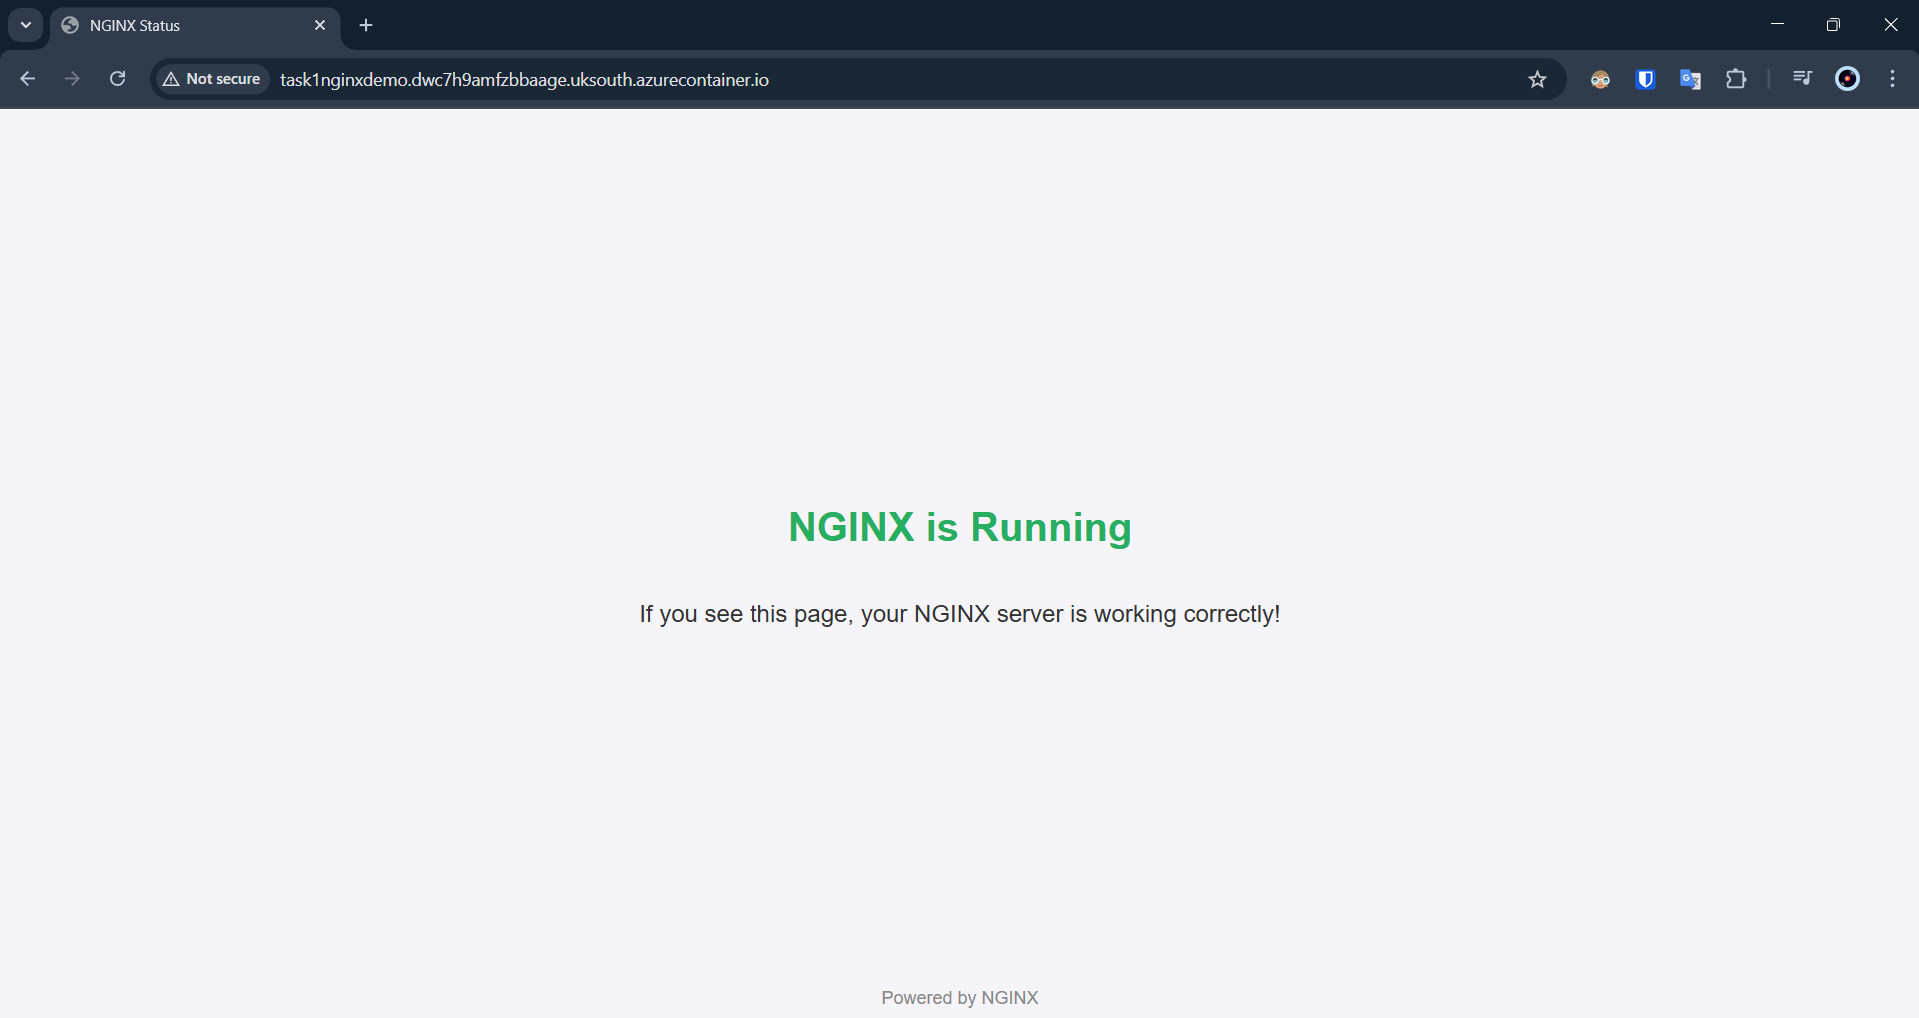 NGINX Status
Not secure
task1nginxdemo.dwc7h9amfzbbaage.uksouth.azurecontainer.io
NGINX is Running
If you see this page, your NGINX server is working correctly!
Powered by NGINX